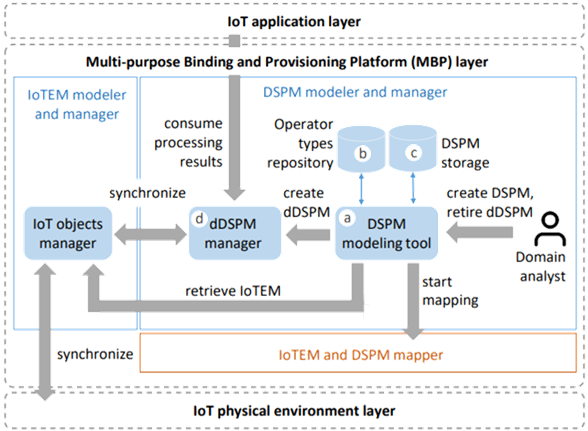 IoT application layer
Multi-purpose Binding and Provisioning Platform (MBP) layer
IoTEM modeler
and manager
DSPM modeler and manager
consume
processing
results
Operator
types
repository
b
c
DSPM
storage
synchronize
create
dDSPM
create DSPM,
retire dDSPM
IoT objects
manager
d
dDSPM
manager
a
DSPM
modeling tool
Domain
analyst
retrieve IoTEM
start
mapping
synchronize
IoTEM and DSPM mapper
IoT physical environment layer